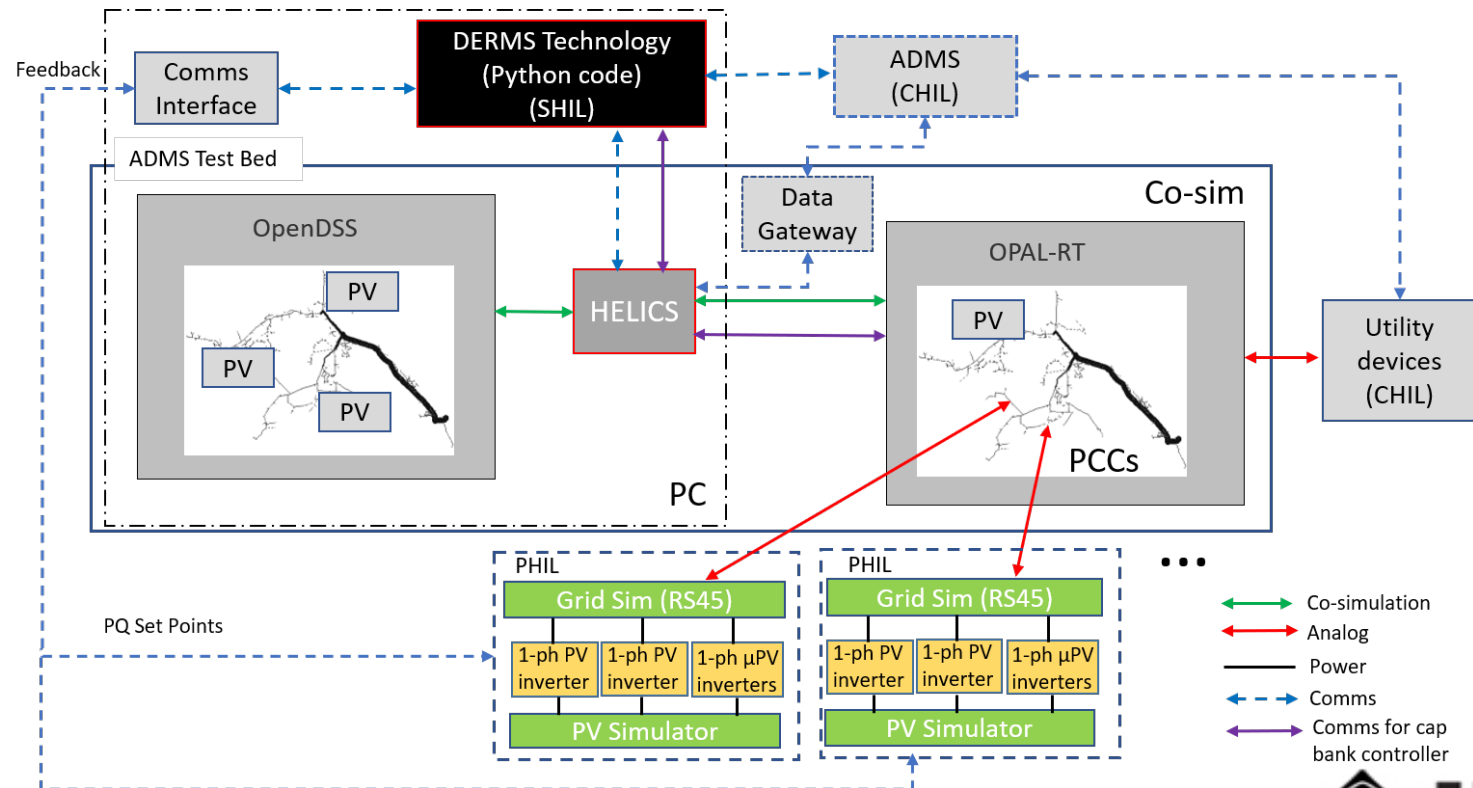 Feedback
Comms
Interface
DERMS Technology
(Python code)
(SHIL)
ADMS
(CHIL)
ADMS Test Bed
Data
Gateway
Co-sim
OpenDSS
PV
PV
PV
HELICS
OPAL-RT
PV
PCCs
Utility
devices
(CHIL)
PC
PHIL
Grid Sim (RS45)
1-ph PV
inverter
1-ph PV
inverter
1-ph µPV
inverters
PV Simulator
PHIL
Grid Sim (RS45)
1-ph PV
inverter
1-ph PV
inverter
1-ph µPV
inverters
PV Simulator
...
PQ Set Points
Co-simulation
Analog
Power
Comms
Comms for cap
bank controller